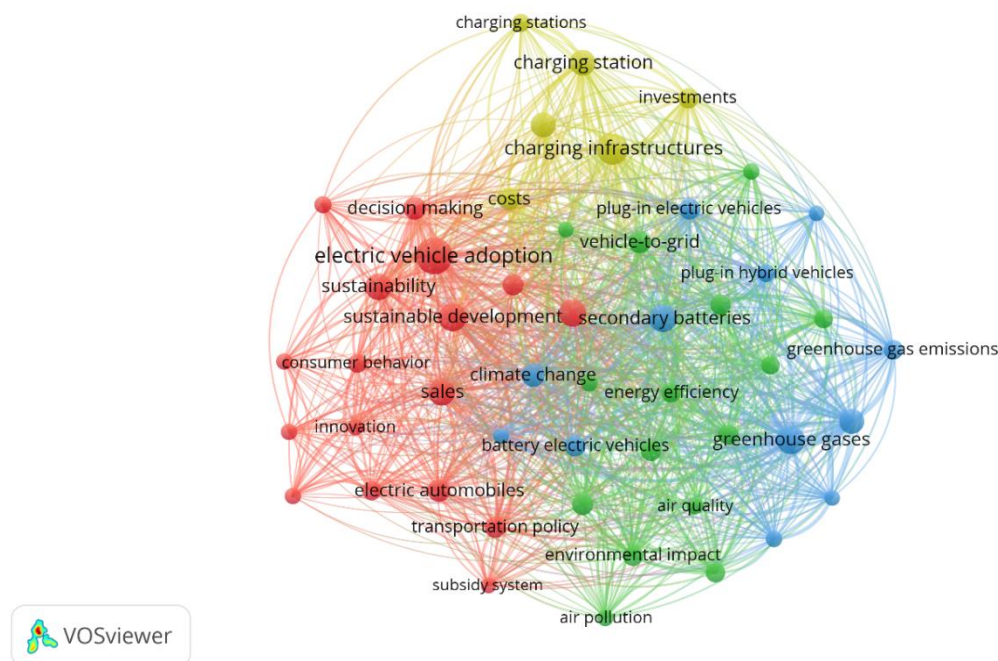 charging stations
charging station
investments
charging infrastructures
costs
decision making
plug-in electric vehicles
electric vehicle adoption
vehicle-to-grid
sustainability
plug-in hybrid vehicles
sustainable development
secondary batteries
greenhouse gas emissions
consumer behavior
climate change
sales
energy efficiency
innovation
battery electric vehicles
greenhouse gases
electric automobiles
air quality
transportation policy
environmental impact
subsidy system
air pollution
VOSviewer